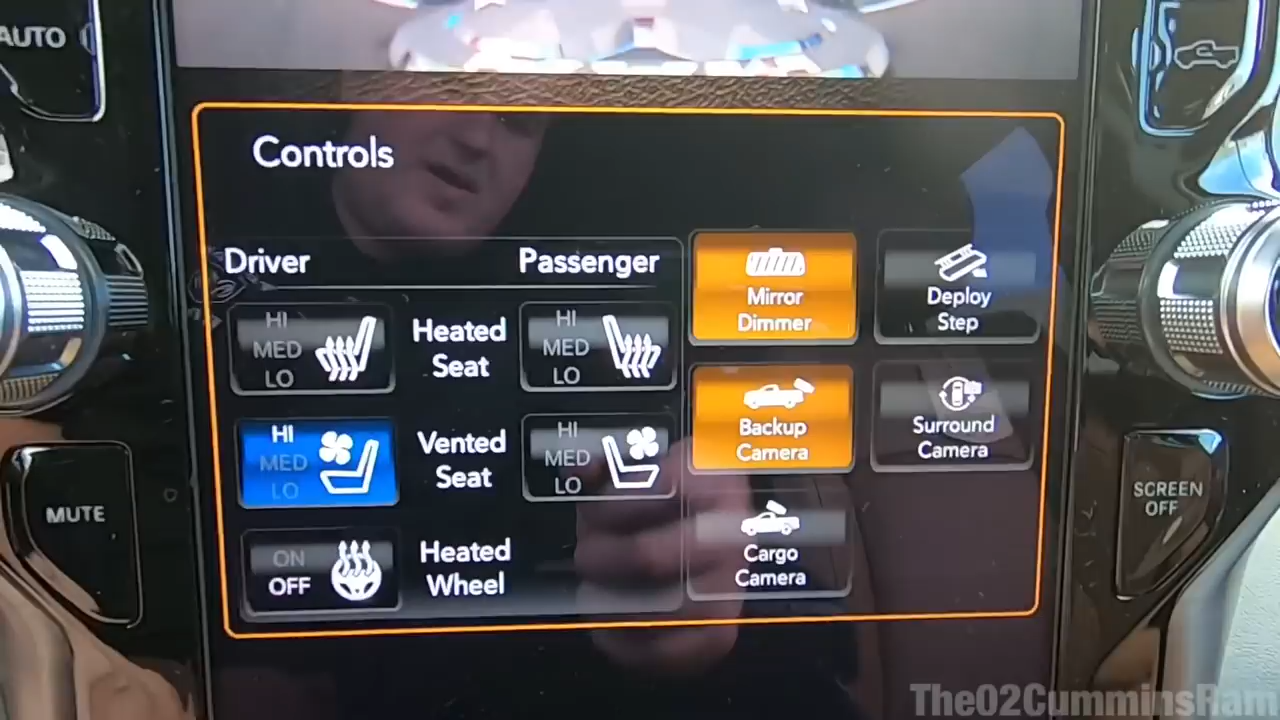 AUTO
Controls
Driver
Passenger
HI
MED
LO
Heated
Seat
HI
MED
LO
Mirror
Dimmer
Deploy
Step
HI
MED
LO
Vented
Seat
HI
MED
LO
Backup
Camera
Surround
Camera
ON
OFF
Heated
Wheel
Cargo
Camera
MUTE
SCREEN
OFF
The02CumminsRam